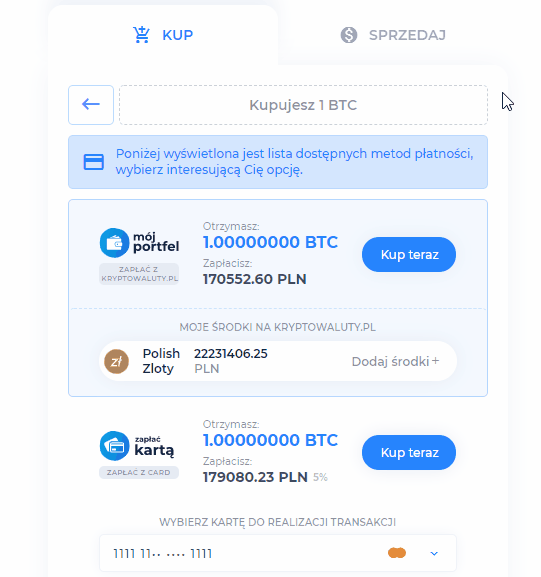 KUP
SPRZEDAJ
Kupujesz 1 BTC
Poniżej wyświetlona jest lista dostępnych metod płatności,
wybierz interesującą Cię opcję.
mój
portfel
ZAPŁAĆ Z
KRYPTOWALUTY.PL
Otrzymasz:
1.00000000 BTC
Zapłacisz:
170552.60 PLN
Kup teraz
MOJE ŚRODKI NA KRYPTOWALUTY.PL
zł
Polish
Zloty
22231406.25
PLN
Dodaj środki+
zapłać
kartą
ZAPŁAĆ Z CARD
Otrzymasz:
1.00000000 BTC
Zapłacisz:
179080.23 PLN 5%
Kup teraz
WYBIERZ KARTĘ DO REALIZACJI TRANSAKCJI
1111 11•• •••• 1111